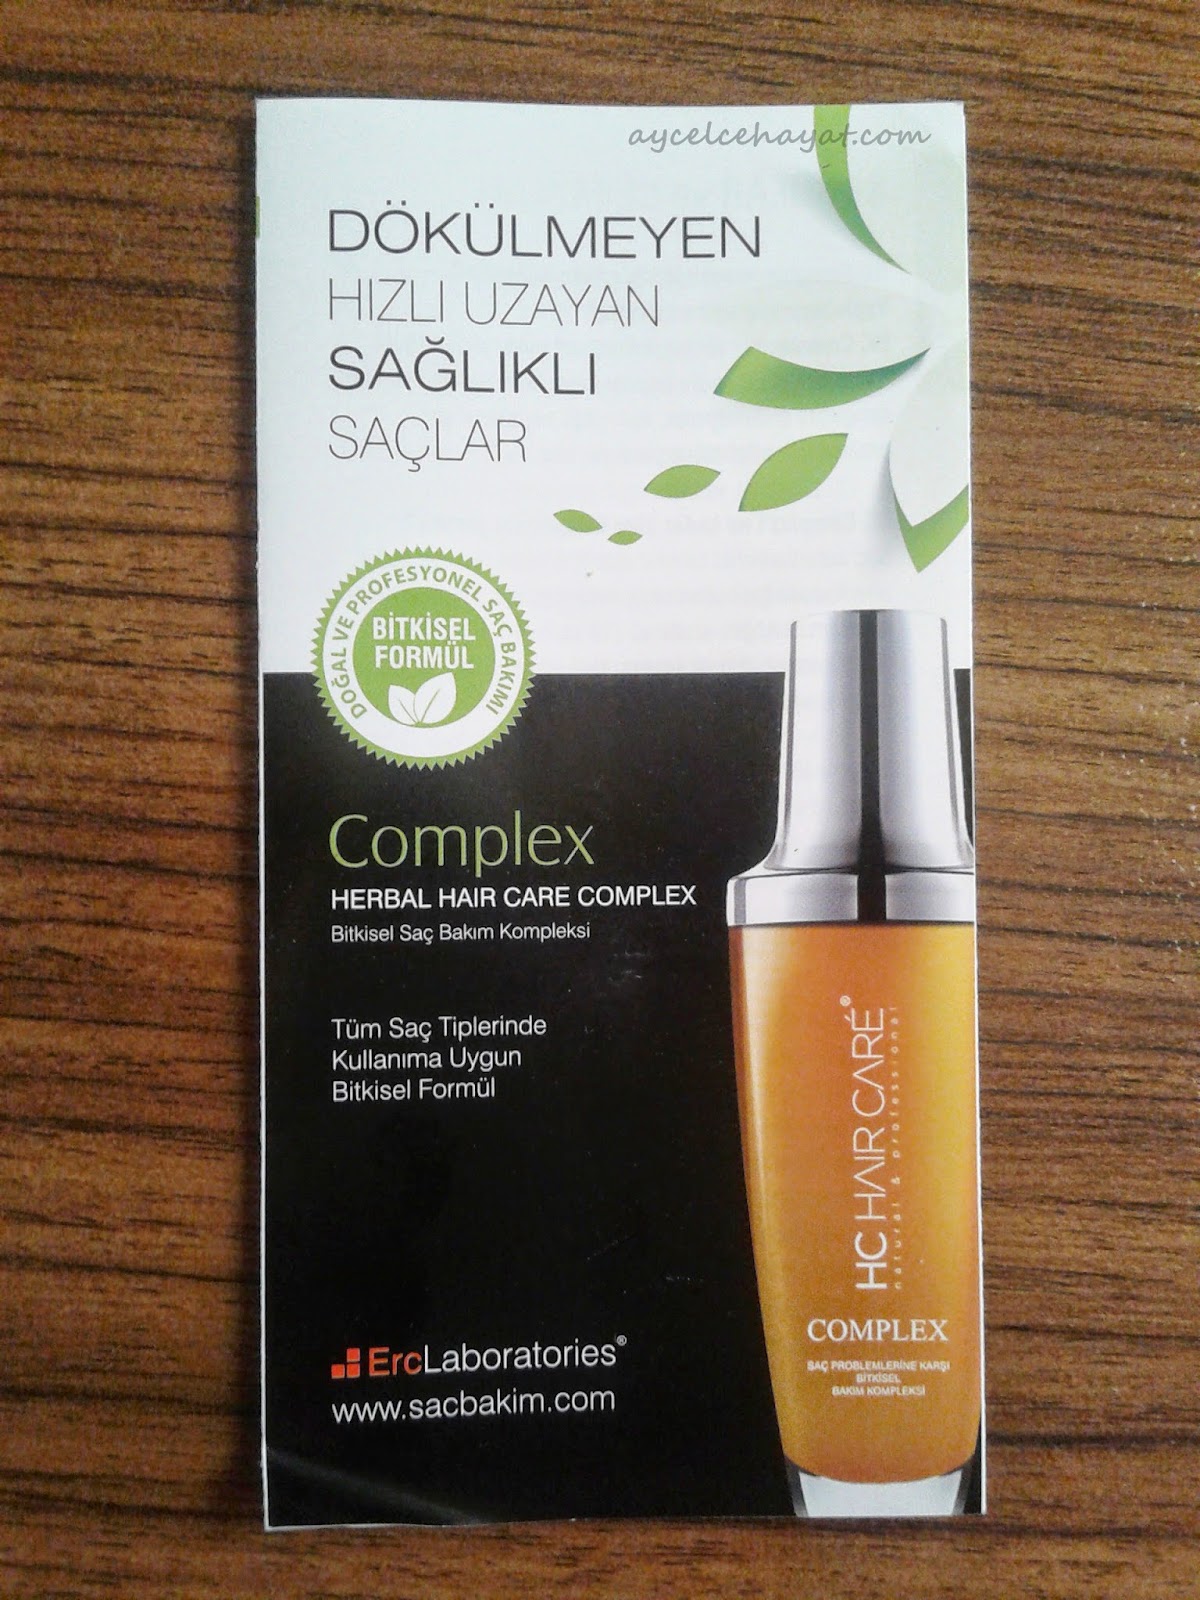 aycelcehayat.com
DÖKÜLMEYEN
HIZLI UZAYAN
SAĞLIKLI
SAÇLAR
DOĞAL VE PROFESYONEL SAÇ BAKIMI
BİTKİSEL
FORMÜL
Complex
HERBAL HAIR CARE COMPLEX
Bitkisel Saç Bakım Kompleksi
Tüm Saç Tiplerinde
Kullanıma Uygun
Bitkisel Formül
HC HAIR CARÉ®
natural & professional
COMPLEX
SAÇ PROBLEMLERİNE KARŞI
BİTKİSEL
BAKIM KOMPLEKSİ
ErcLaboratories®
www.sacbakim.com